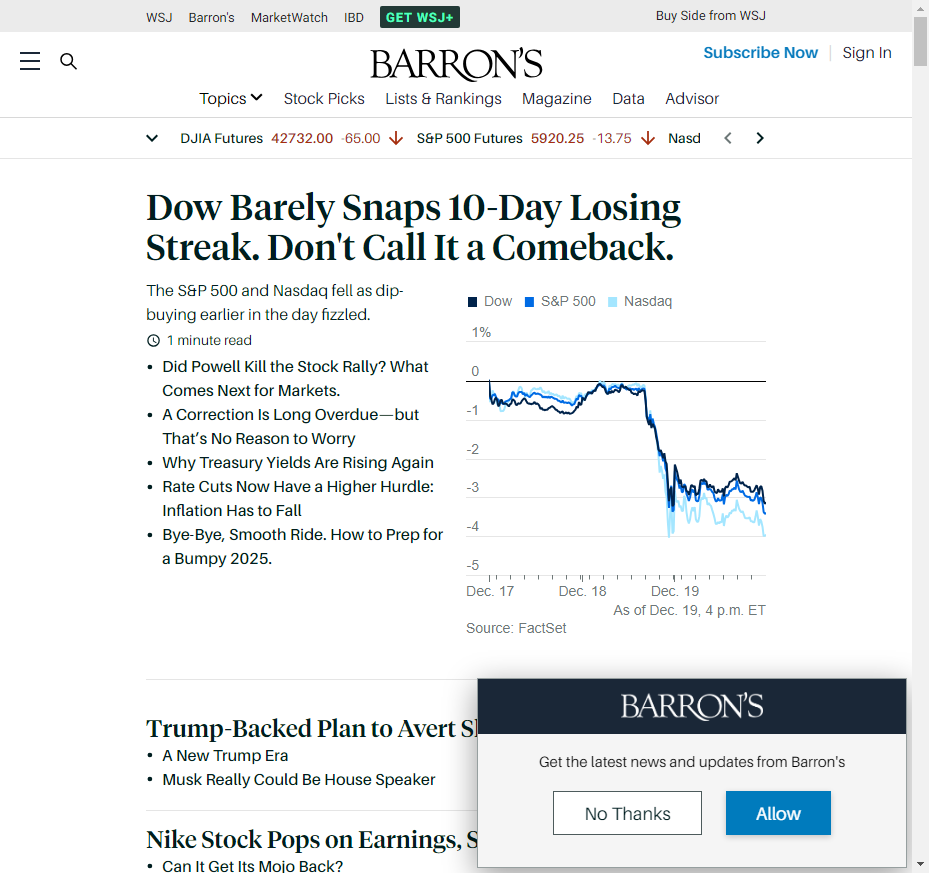 WSJ Barron's MarketWatch IBD GET WSJ+ Buy Side from WSJ
BARRON'S
Subscribe Now Sign In
Topics Stock Picks Lists & Rankings Magazine Data Advisor
DJIA Futures 42732.00 -65.00 S&P 500 Futures 5920.25 -13.75 Nasd
Dow Barely Snaps 10-Day Losing
Streak. Don't Call It a Comeback.
The S&P 500 and Nasdaq fell as dip-
buying earlier in the day fizzled.
1 minute read
Did Powell Kill the Stock Rally? What
Comes Next for Markets.
A Correction Is Long Overdue—but
That’s No Reason to Worry
Why Treasury Yields Are Rising Again
Rate Cuts Now Have a Higher Hurdle:
Inflation Has to Fall
Bye-Bye, Smooth Ride. How to Prep for
a Bumpy 2025.
Dow S&P 500 Nasdaq
1%
0
-1
-2
-3
-4
-5
Dec. 17 Dec. 18 Dec. 19
As of Dec. 19, 4 p.m. ET
Source: FactSet
Trump-Backed Plan to Avert
A New Trump Era
Musk Really Could Be House Speaker
Nike Stock Pops on Earnings,
Can It Get Its Mojo Back?
BARRON'S
Get the latest news and updates from Barron's
No Thanks Allow